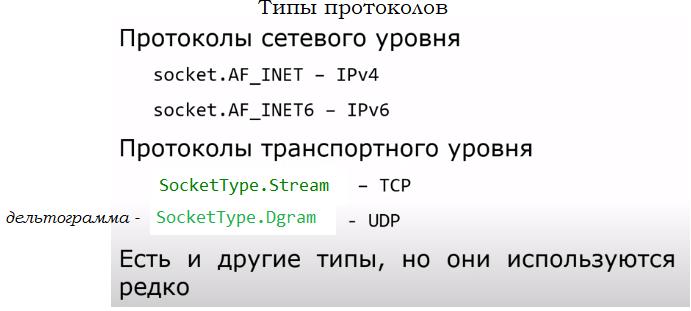 Типы протоколов
Протоколы сетевого уровня
socket.AF_INET – IPv4
socket.AF_INET6 – IPv6
Протоколы транспортного уровня
SocketType.Stream – TCP
дельтограмма - SocketType.Dgram - UDP
Есть и другие типы, но они используются
редко